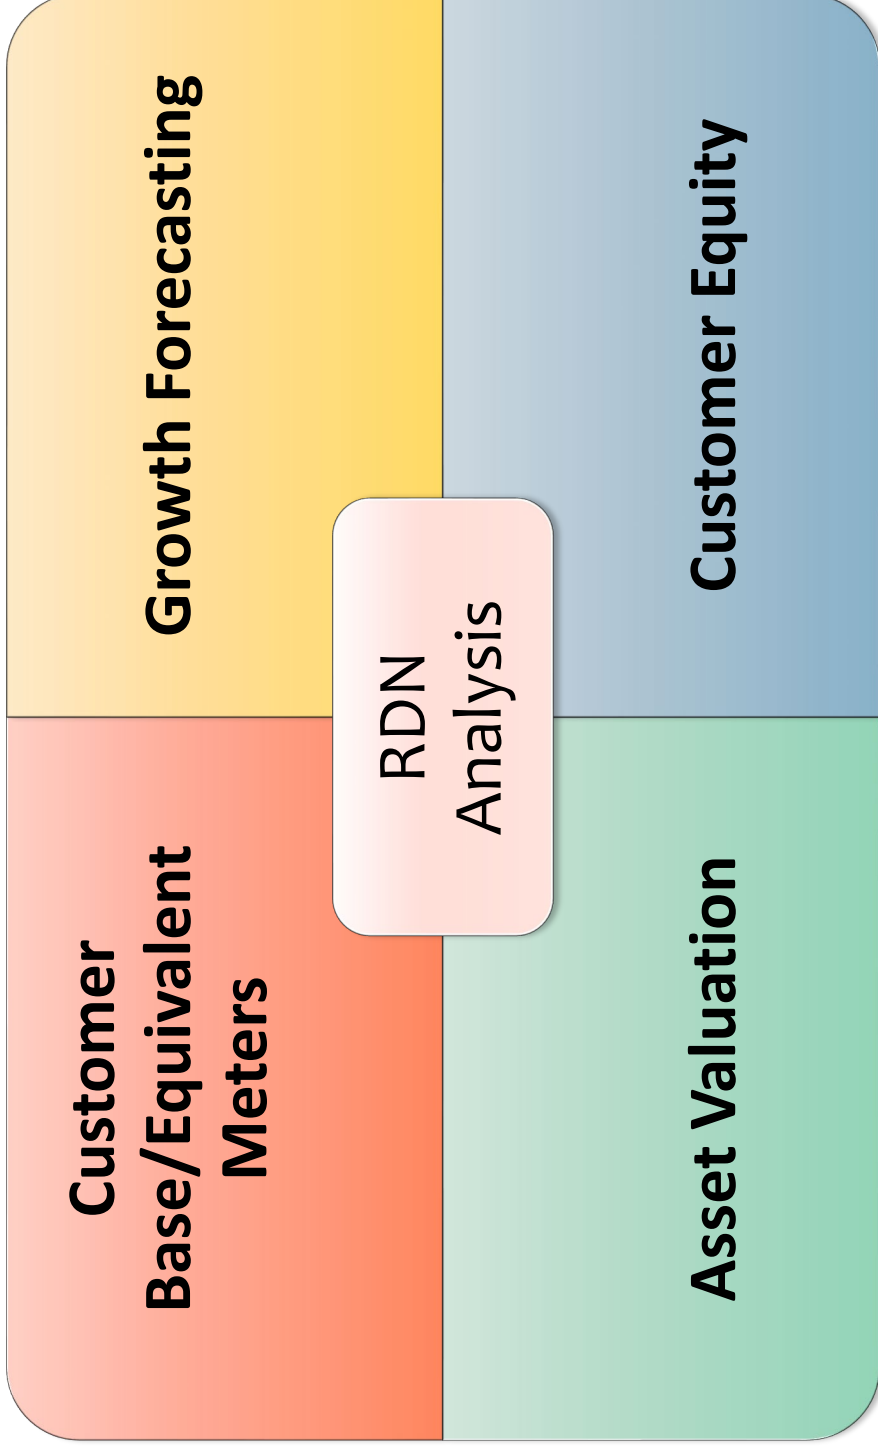 Customer
Base/Equivalent
Meters
Growth Forecasting
RDN
Analysis
Asset Valuation
Customer Equity